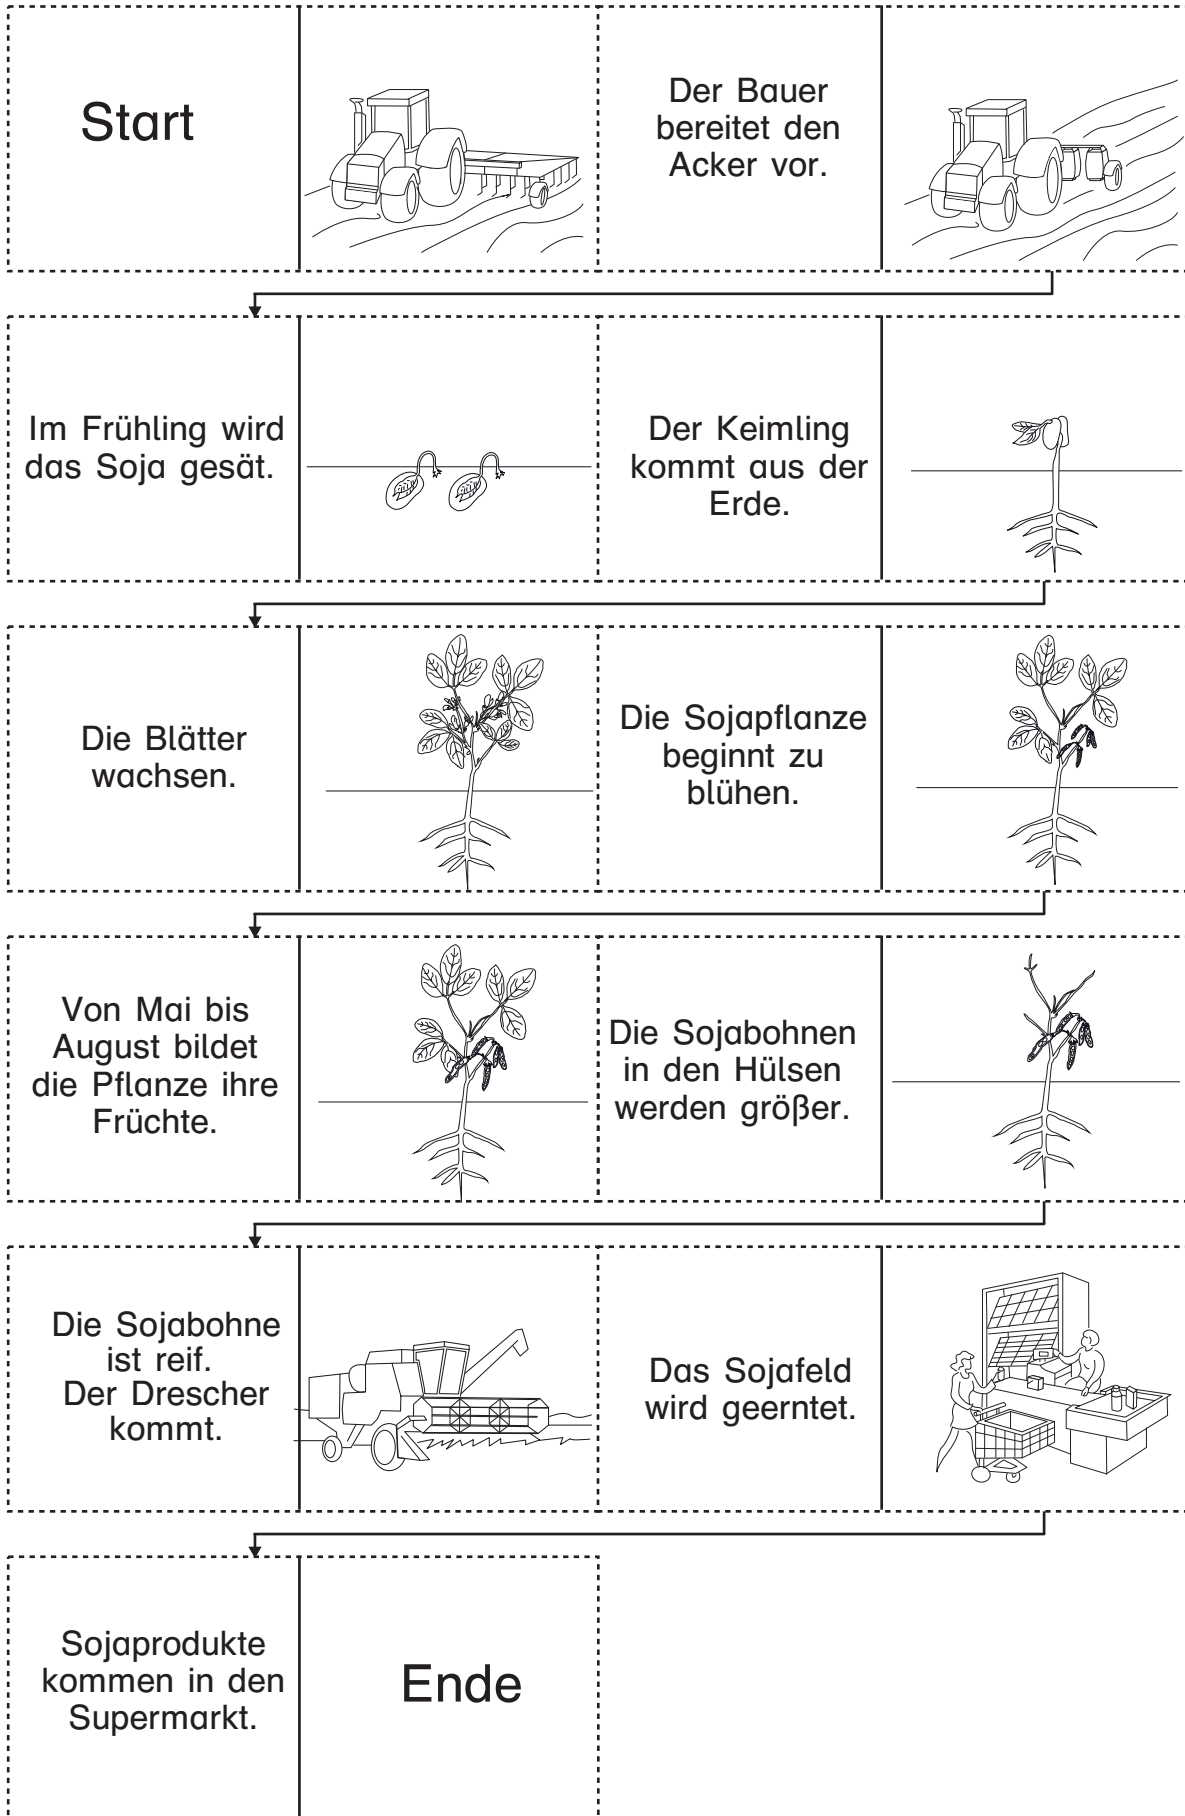 Start
Der Bauer
bereitet den
Acker vor.
Im Frühling wird
das Soja gesät.
Der Keimling
kommt aus der
Erde.
Die Blätter
wachsen.
Die Sojapflanze
beginnt zu
blühen.
Von Mai bis
August bildet
die Pflanze ihre
Früchte.
Die Sojabohnen
in den Hülsen
werden größer.
Die Sojabohne
ist reif.
Der Drescher
kommt.
Das Sojafeld
wird geerntet.
Sojaprodukte
kommen in den
Supermarkt.
Ende